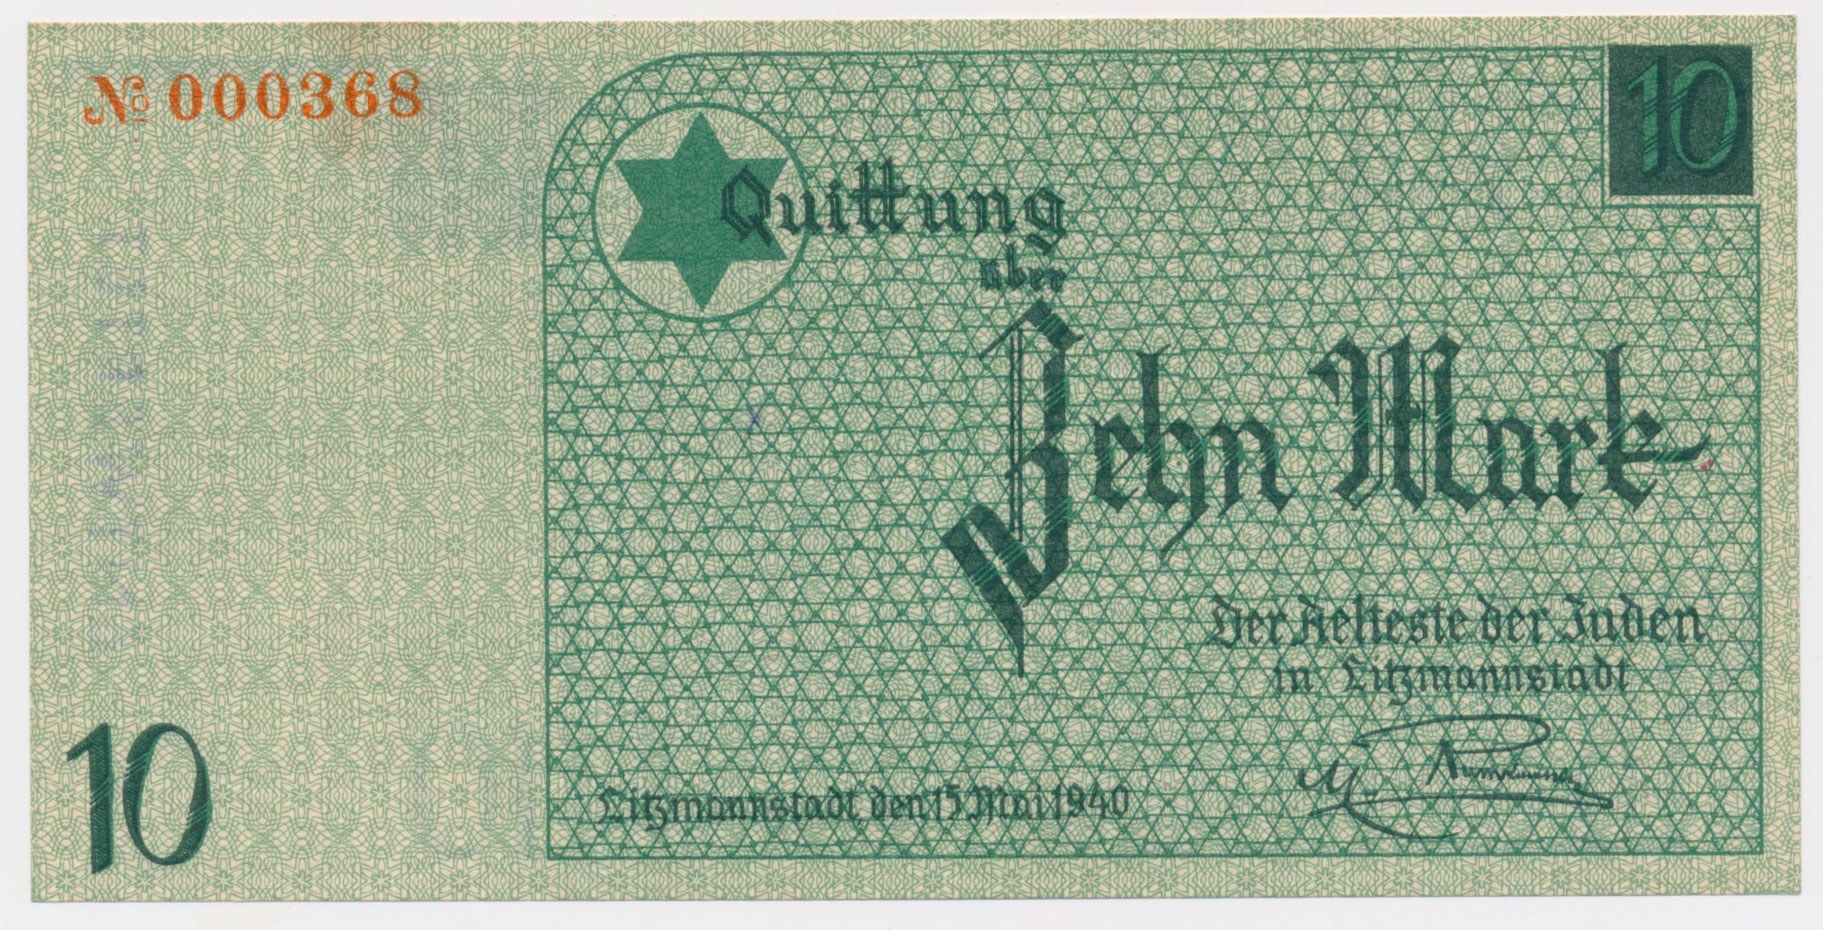 № 000368
10
Quittung
über
Zehn Mark
Der Aelteste der Juden
in Litzmannstadt
Litzmannstadt den 15. Mai 1940
10